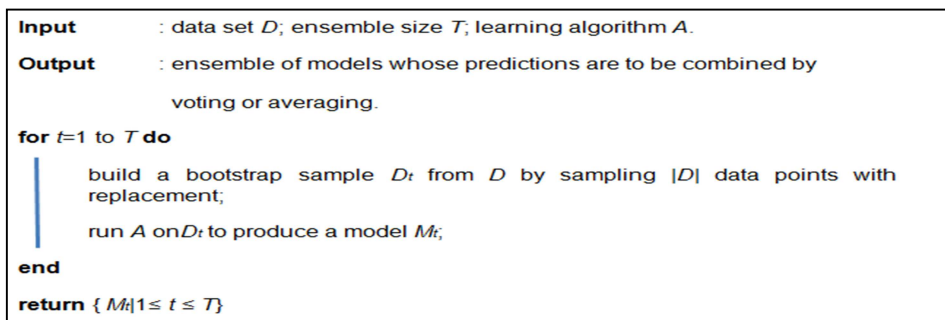 Input : data set D; ensemble size T; learning algorithm A.
Output : ensemble of models whose predictions are to be combined by
voting or averaging.
for t=1 to T do
build a bootstrap sample Dt from D by sampling |D| data points with
replacement;
run A onDt to produce a model Mt;
end
return { Mt|1≤ t ≤ T}